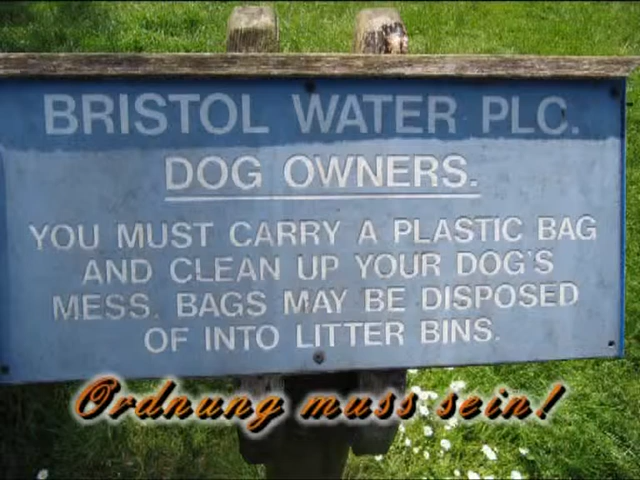 BRISTOL WATER PLC.
DOG OWNERS.
YOU MUST CARRY A PLASTIC BAG
AND CLEAN UP YOUR DOG'S
MESS. BAGS MAY BE DISPOSED
OF INTO LITTER BINS.
Ordnung muss sein!